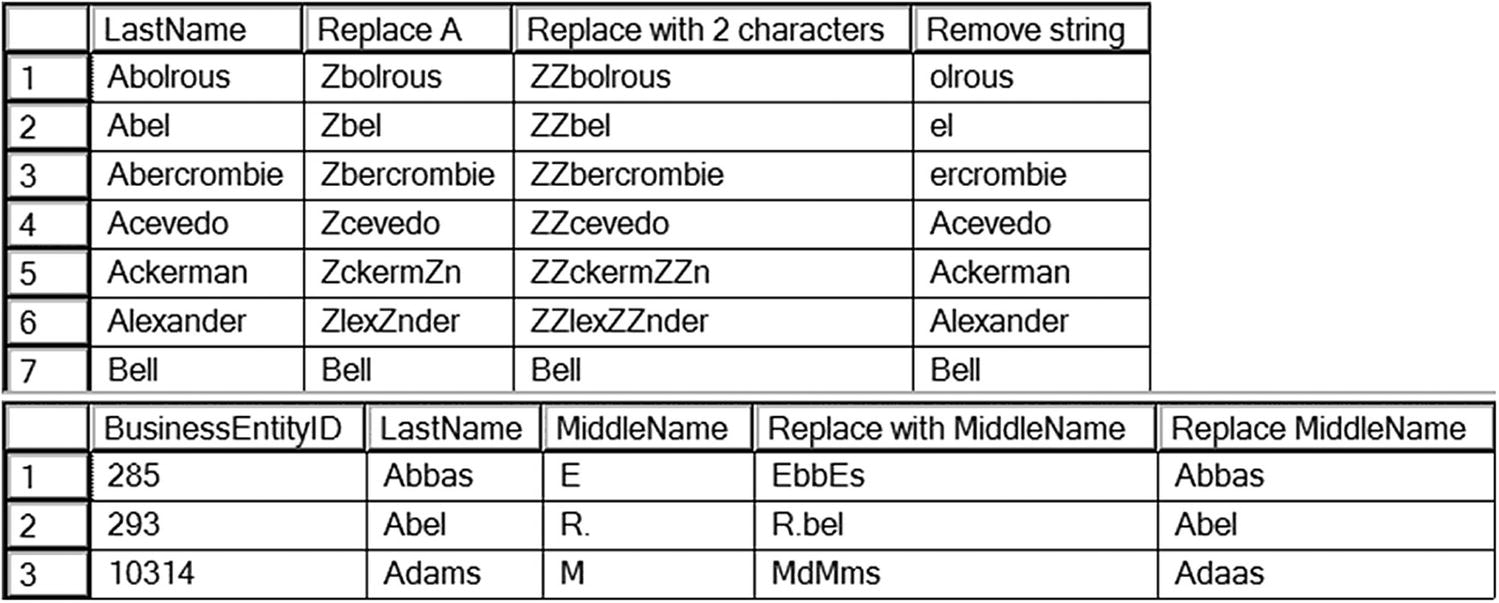 LastName Replace A Replace with 2 characters Remove string
1 Abolrous Zbolrous ZZbolrous olrous
2 Abel Zbel ZZbel el
3 Abercrombie Zbercrombie ZZbercrombie ercrombie
4 Acevedo Zcevedo ZZcevedo Acevedo
5 Ackerman ZckermZn ZZckermZZn Ackerman
6 Alexander ZlexZnder ZZlexZZnder Alexander
7 Bell Bell Bell Bell
BusinessEntityID LastName MiddleName Replace with MiddleName Replace MiddleName
1 285 Abbas E EbbEs Abbas
2 293 Abel R. R.bel Abel
3 10314 Adams M MdMms Adaas